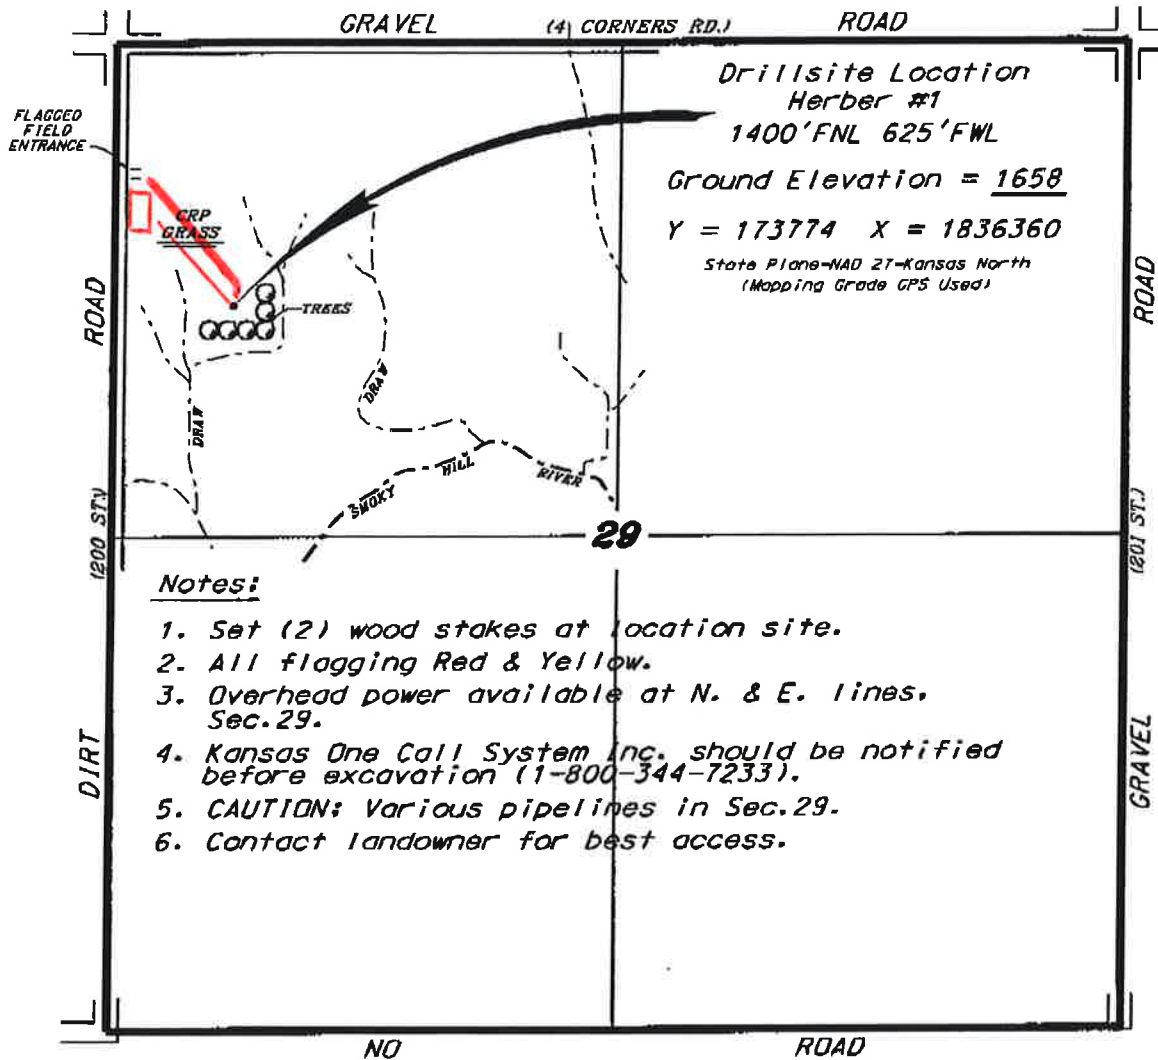 GRAVEL (4 CORNERS RD.) ROAD
Drillsite Location
Herber #1
1400'FNL 625'FWL
Ground Elevation = 1658
Y = 173774 X = 1836360
State Plane-NAD 27-Kansas North
(Mapping Grade GPS Used)
FLAGGED
FIELD
ENTRANCE
CRP
GRASS
TREES
DRAW
DRAW
SMOKY HILL RIVER
ROAD
(200 ST.)
DIRT
ROAD
(201 ST.)
GRAVEL
29
Notes:
1. Set (2) wood stakes at location site.
2. All flagging Red & Yellow.
3. Overhead power available at N. & E. lines.
Sec.29.
4. Kansas One Call System Inc. should be notified
before excavation (1-800-344-7233).
5. CAUTION: Various pipelines in Sec.29.
6. Contact landowner for best access.
NO ROAD